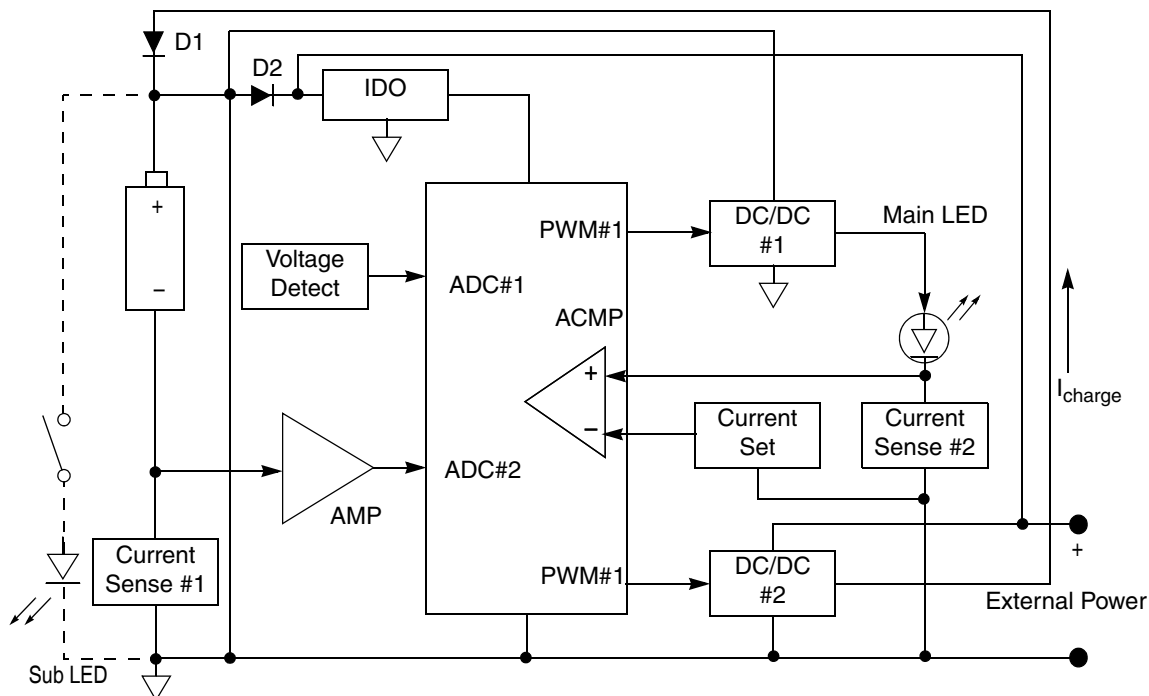 D1
D2
IDO
+
−
PWM#1
DC/DC
#1
Main LED
Voltage
Detect
ADC#1
ACMP
+
−
Icharge
Current
Set
Current
Sense #2
ADC#2
AMP
Current
Sense #1
PWM#1
DC/DC
#2
+
External Power
Sub LED